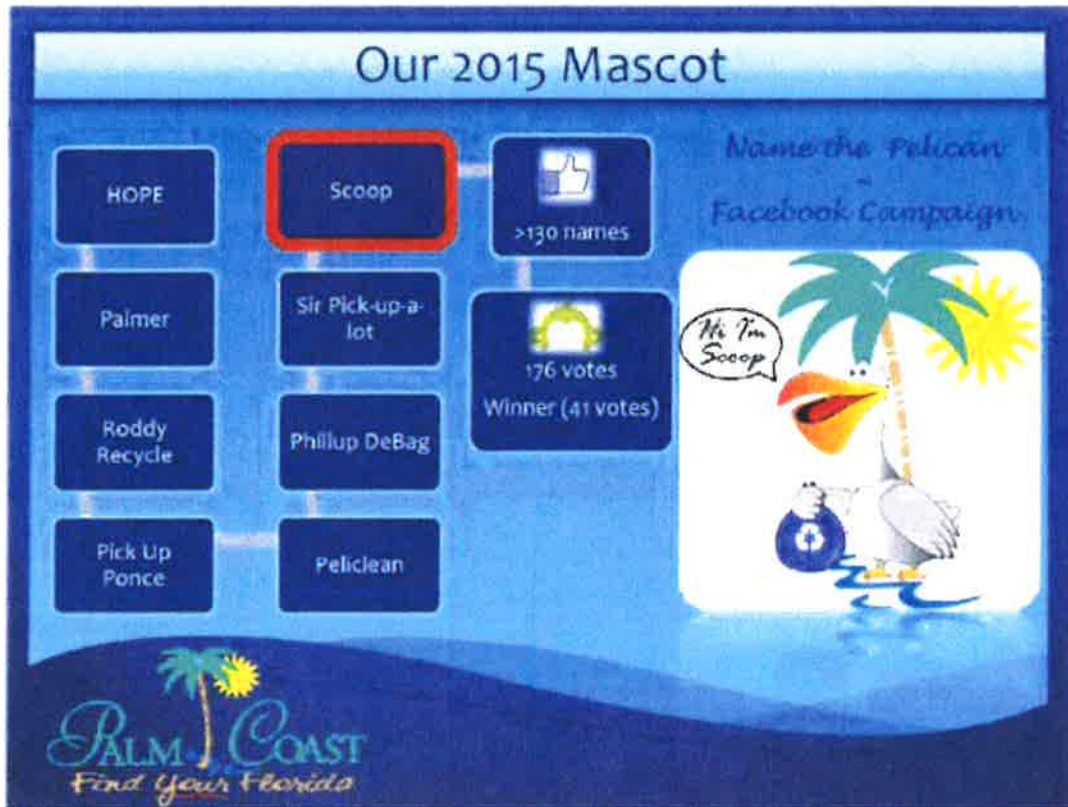 Our 2015 Mascot
HOPE
Palmer
Roddy
Recycle
Pick Up
Ponce
Peliclean
Phillup DeBag
Sir Pick-up-a-
lot
Scoop
>130 names
176 votes
Winner (41 votes)
Name the Pelican
~
Facebook Campaign
Hi I'm
Scoop
PALM COAST
Find Your Florida